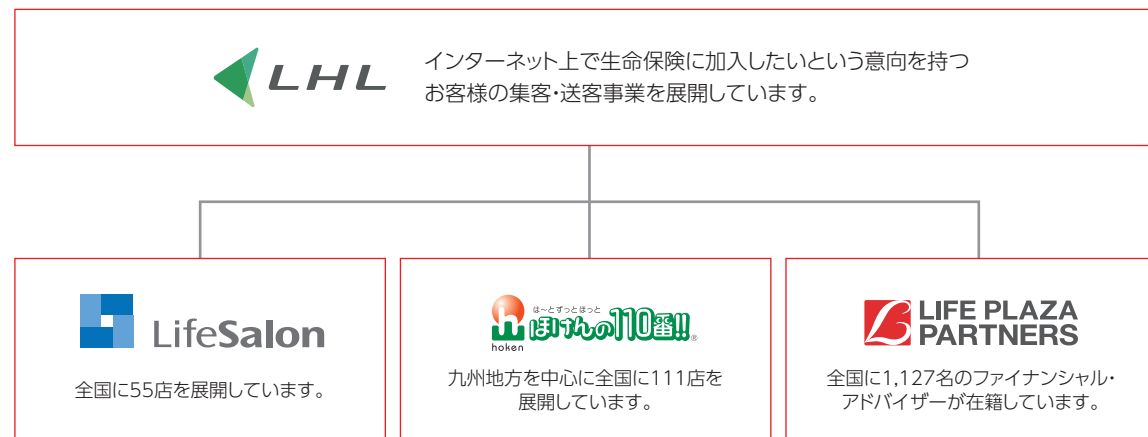 LHL
インターネット上で生命保険に加入したいという意向を持つ
お客様の集客・送客事業を展開しています。
LifeSalon
全国に55店を展開しています。
は〜とずっとほっと
h
ほけんの110番!!®
hoken
九州地方を中心に全国に111店を
展開しています。
L
LIFE PLAZA
PARTNERS
全国に1,127名のファイナンシャル・
アドバイザーが在籍しています。